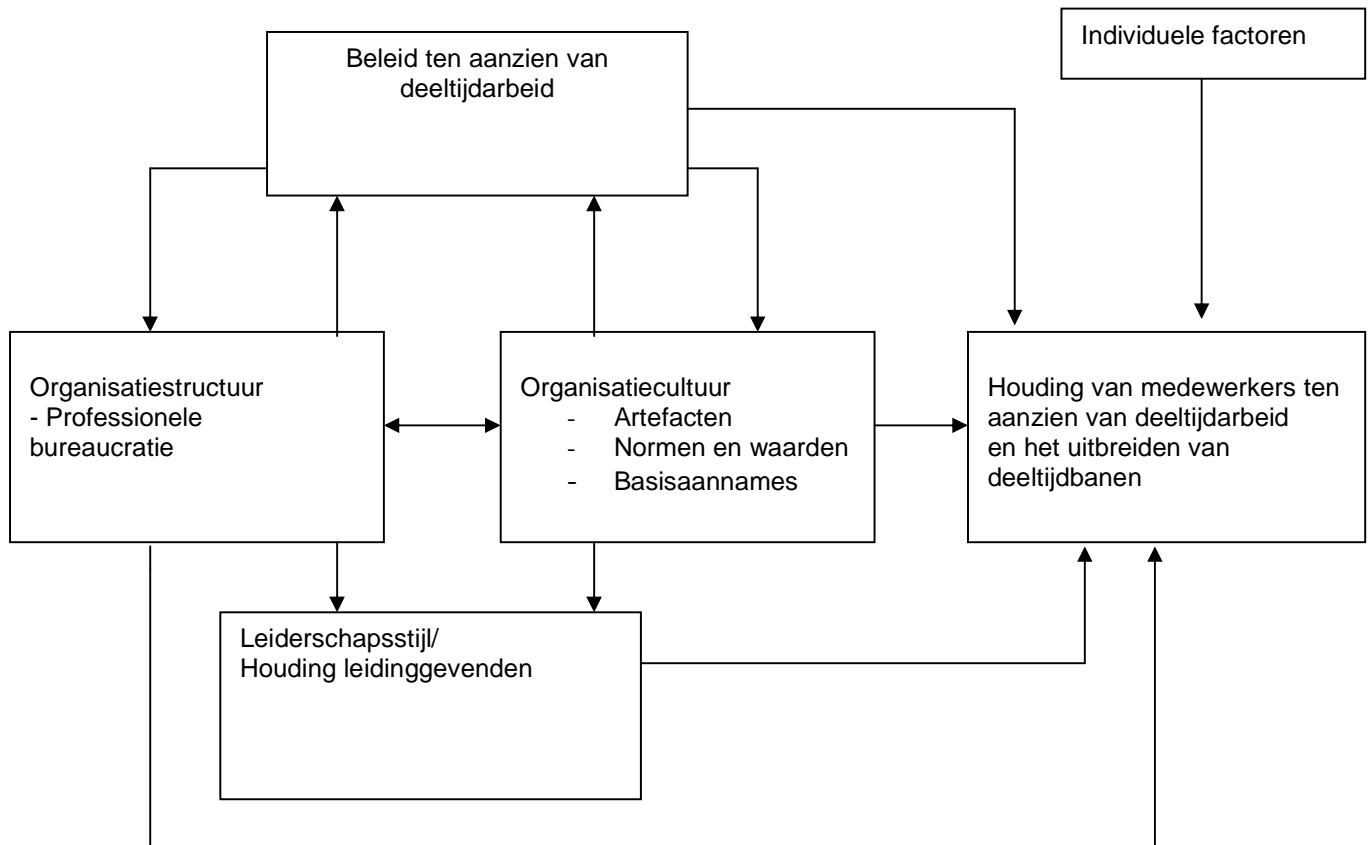 Beleid ten aanzien van
deeltijdarbeid
Individuele factoren
Organisatiestructuur
- Professionele
bureaucratie
Organisatiecultuur
- Artefacten
- Normen en waarden
- Basisaannames
Houding van medewerkers ten
aanzien van deeltijdarbeid
en het uitbreiden van
deeltijdbanen
Leiderschapsstijl/
Houding leidinggevenden